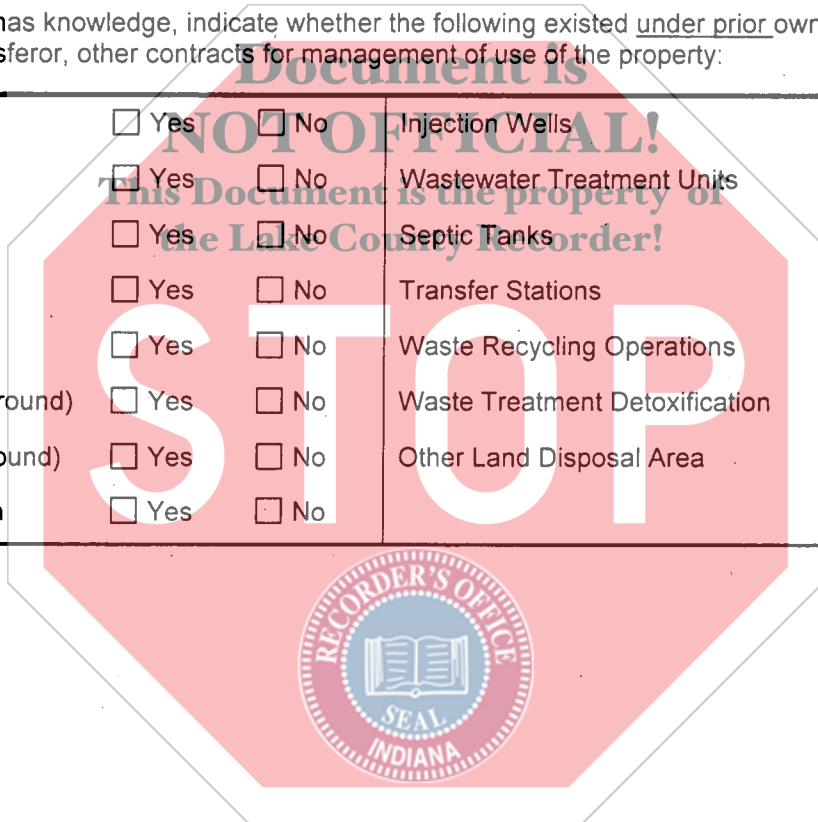 has knowledge, indicate whether the following existed under prior own
sferor, other contracts for management of use of the property:
Document is
NOT OFFICIAL!
This Document is the property of
the Lake County Recorder!
STOP
☐ Yes ☐ No Injection Wells
☐ Yes ☐ No Wastewater Treatment Units
☐ Yes ☐ No Septic Tanks
☐ Yes ☐ No Transfer Stations
☐ Yes ☐ No Waste Recycling Operations
round) ☐ Yes ☐ No Waste Treatment Detoxification
ound) ☐ Yes ☐ No Other Land Disposal Area
☐ Yes ☐ No
RECORDER'S OFFICE
SEAL
INDIANA